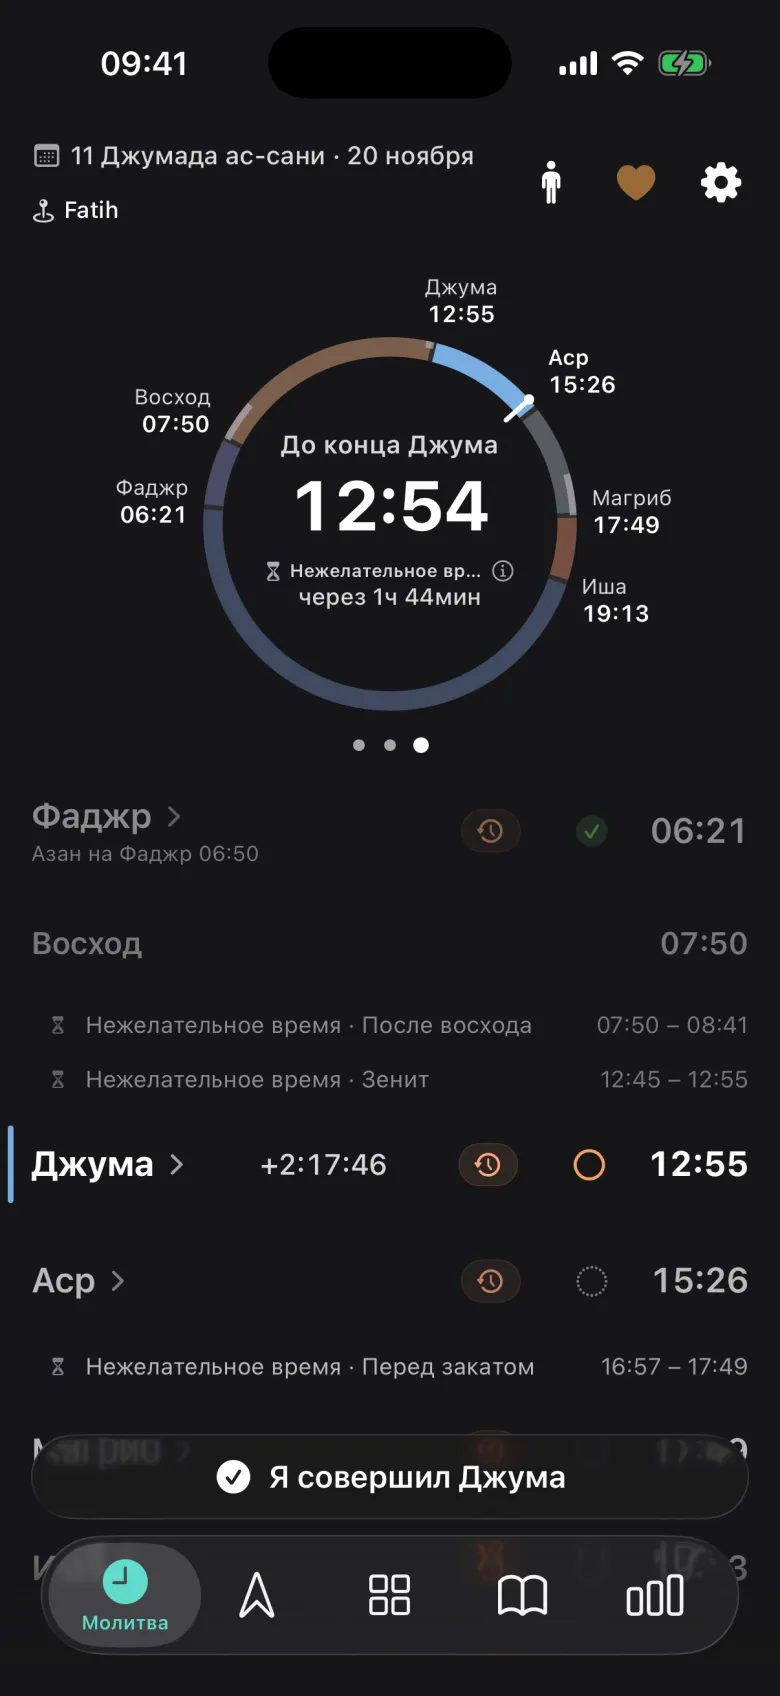 09:41
11 Джумада ас-сани · 20 ноября
Fatih
Джума
12:55
Аср
15:26
Восход
07:50
Фаджр
06:21
Магриб
17:49
Иша
19:13
До конца Джума
12:54
Нежелательное вр...
через 1ч 44мин
Фаджр
06:21
Азан на Фаджр 06:50
Восход
07:50
Нежелательное время · После восхода
07:50 – 08:41
Нежелательное время · Зенит
12:45 – 12:55
Джума
+2:17:46
12:55
Аср
15:26
Нежелательное время · Перед закатом
16:57 – 17:49
Я совершил Джума
Молитва